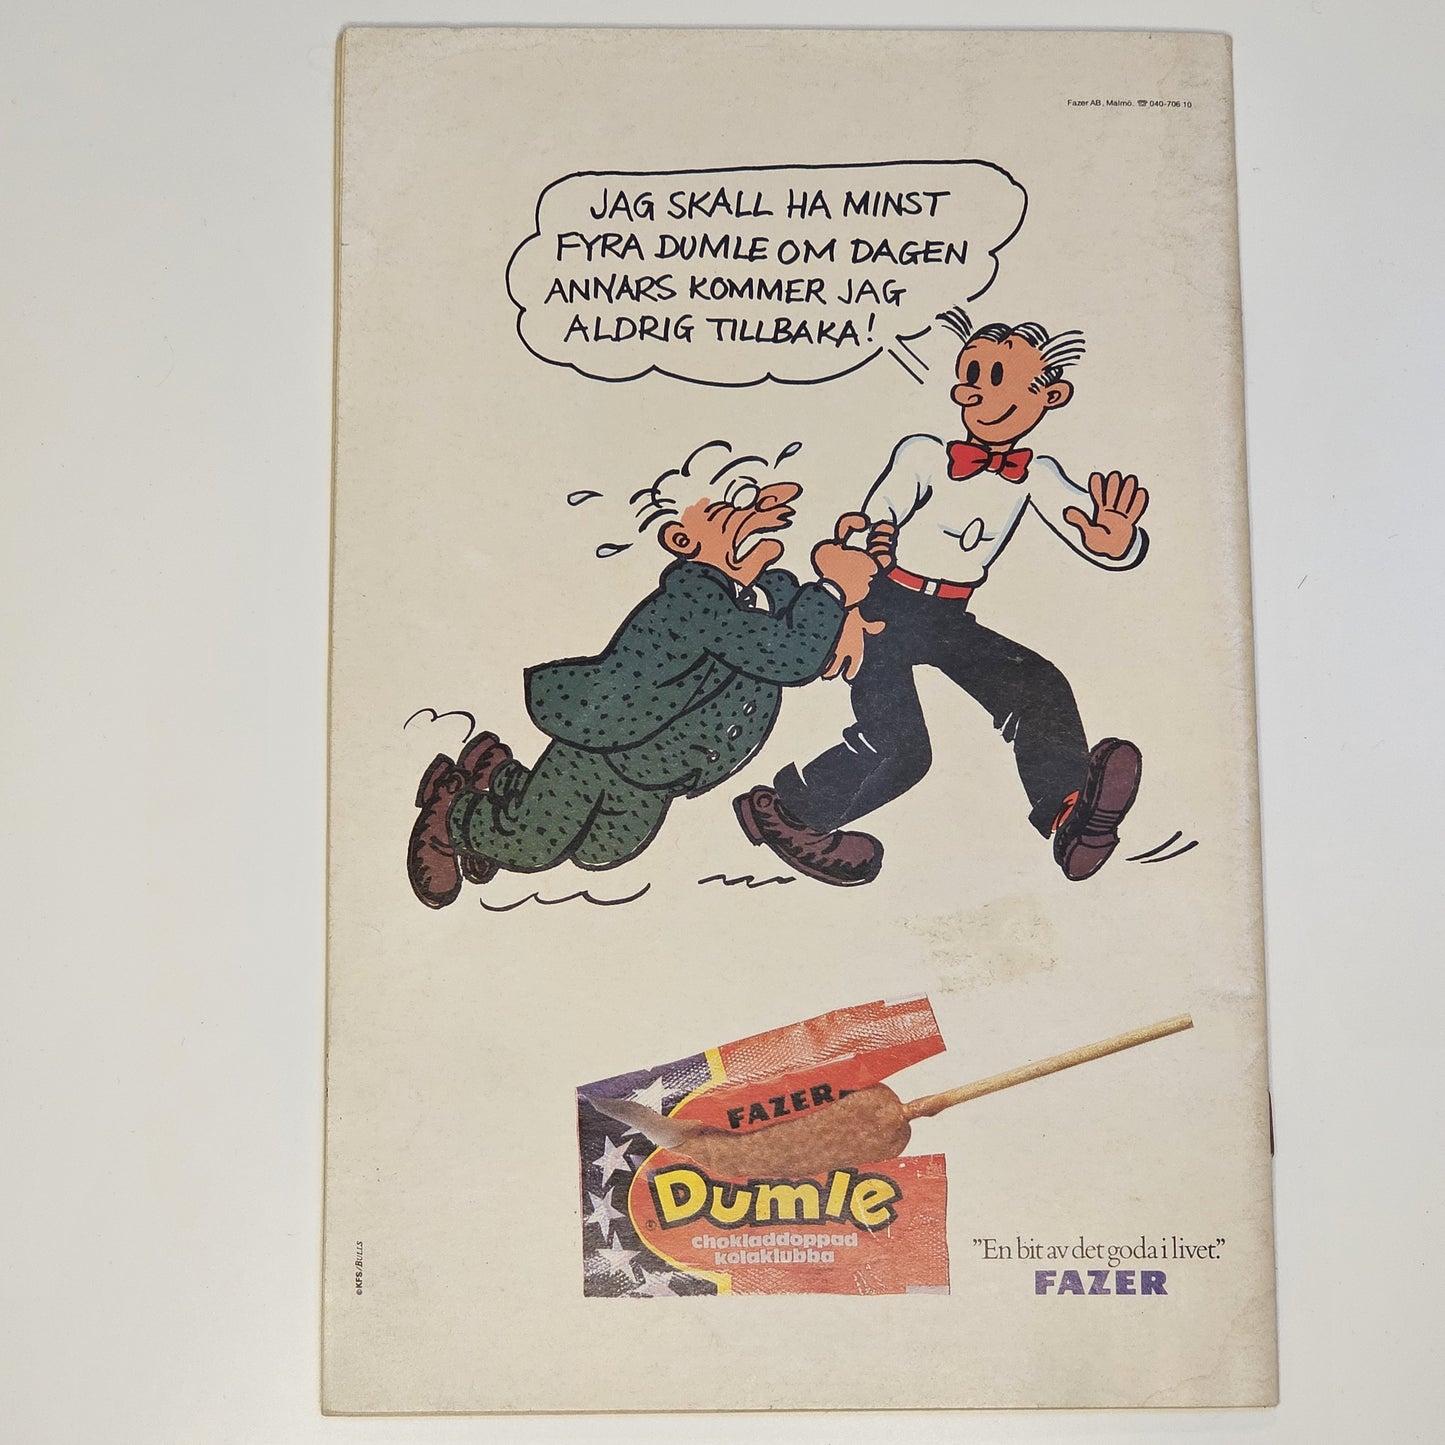 Fazer AB, Malmö. ☎ 040-706 10
JAG SKALL HA MINST
FYRA DUMLE OM DAGEN
ANNARS KOMMER JAG
ALDRIG TILLBAKA!
FAZER
Dumle
chokladdoppad
kolaklubba
"En bit av det goda i livet."
FAZER
©KFS/BULLS